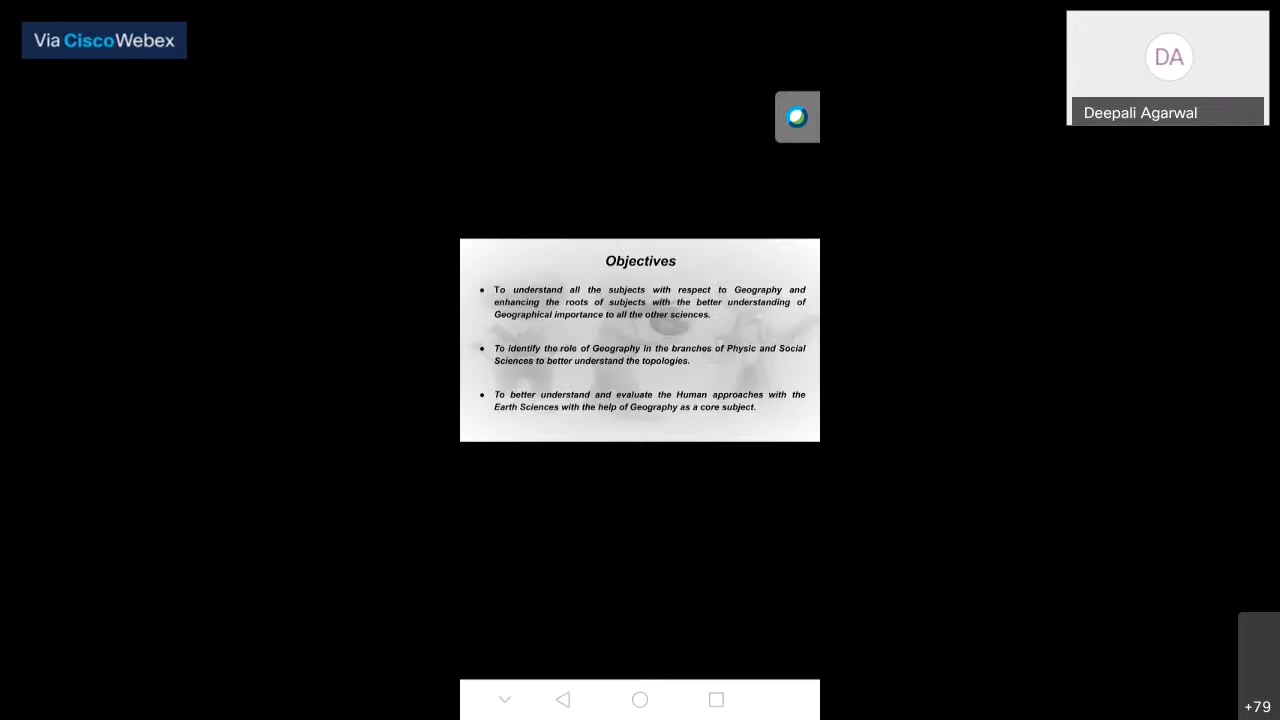 Via CiscoWebex
DA
Deepali Agarwal
Objectives
● To understand all the subjects with respect to Geography and
enhancing the roots of subjects with the better understanding of
Geographical importance to all the other sciences.
● To identify the role of Geography in the branches of Physic and Social
Sciences to better understand the topologies.
● To better understand and evaluate the Human approaches with the
Earth Sciences with the help of Geography as a core subject.
+79